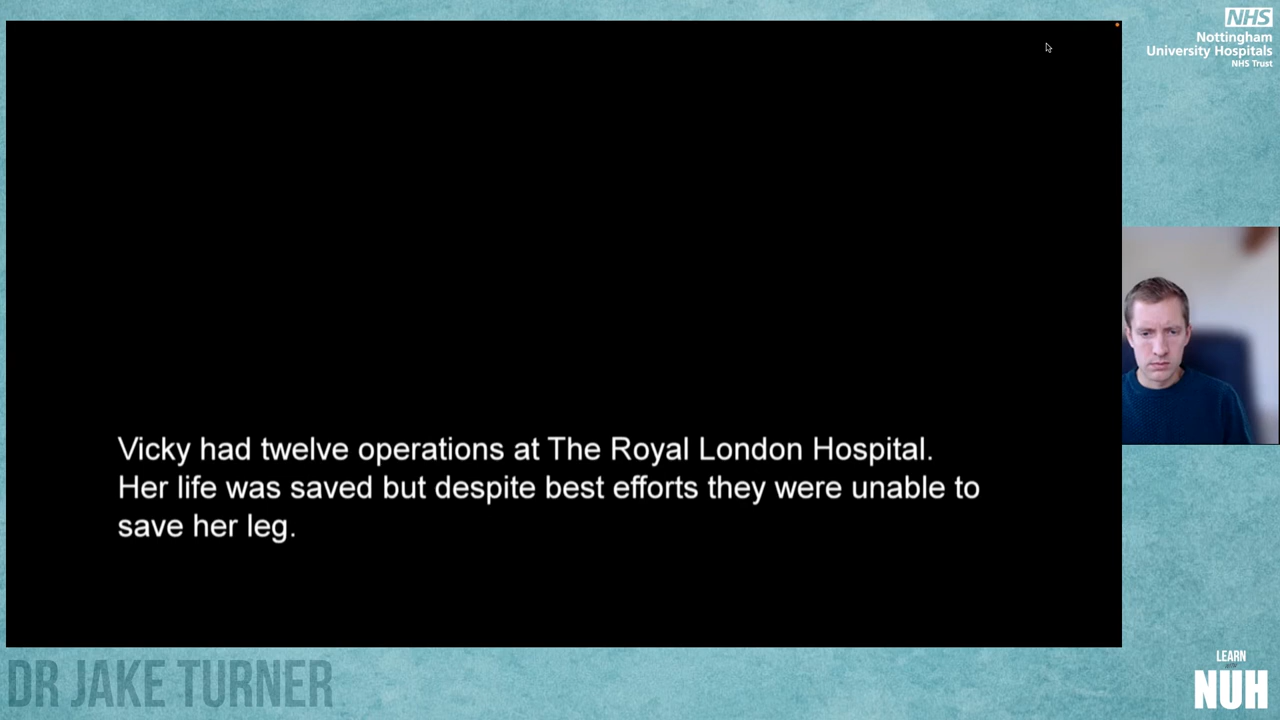 NHS
Nottingham
University Hospitals
NHS Trust
Vicky had twelve operations at The Royal London Hospital.
Her life was saved but despite best efforts they were unable to
save her leg.
DR JAKE TURNER
LEARN
NUH